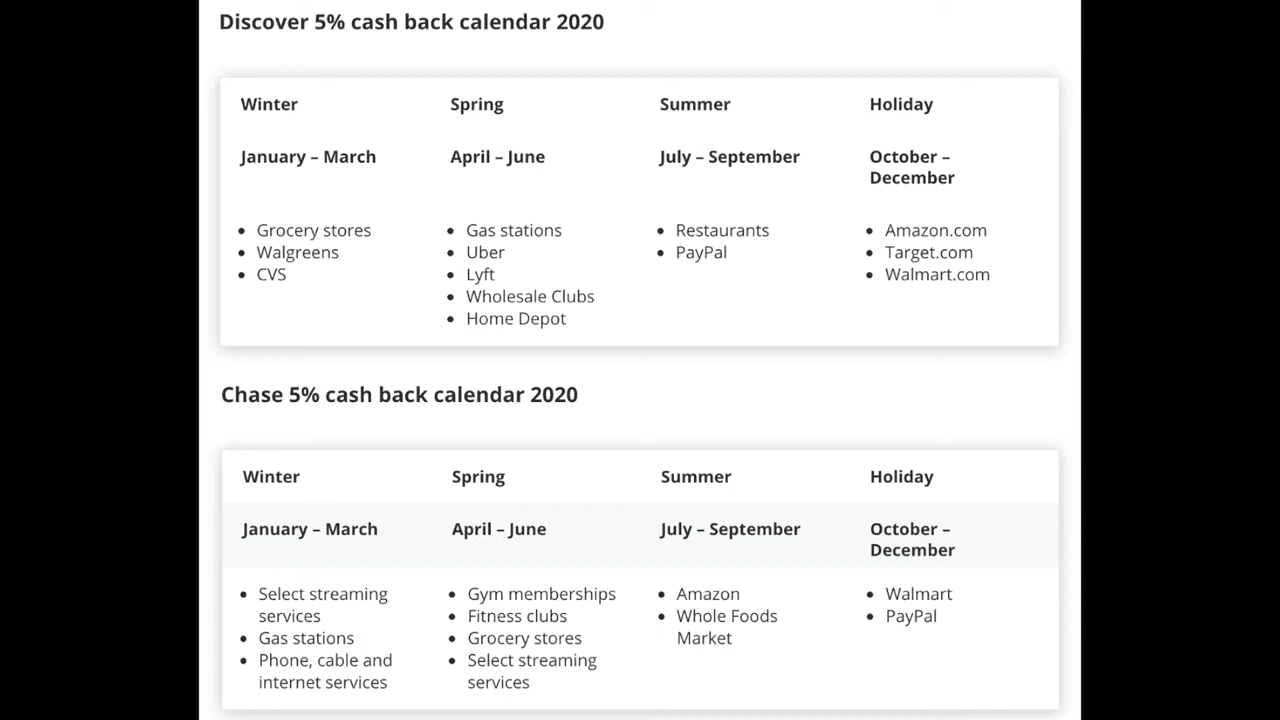 Discover 5% cash back calendar 2020
Winter
Spring
Summer
Holiday
January – March
April – June
July – September
October –
December
• Grocery stores
• Walgreens
• CVS
• Gas stations
• Uber
• Lyft
• Wholesale Clubs
• Home Depot
• Restaurants
• PayPal
• Amazon.com
• Target.com
• Walmart.com
Chase 5% cash back calendar 2020
Winter
Spring
Summer
Holiday
January – March
April – June
July – September
October –
December
• Select streaming
services
• Gas stations
• Phone, cable and
internet services
• Gym memberships
• Fitness clubs
• Grocery stores
• Select streaming
services
• Amazon
• Whole Foods
Market
• Walmart
• PayPal